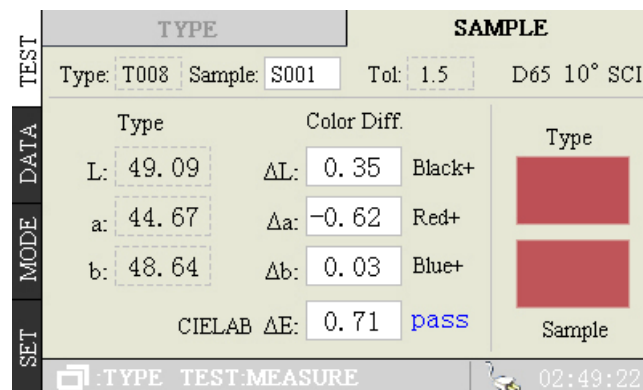 TYPE SAMPLE
TEST
Type: T008 Sample: S001 Tol: 1.5 D65 10° SCI
DATA
Type Color Diff. Type
L: 49.09 ΔL: 0.35 Black+
MODE
a: 44.67 Δa: -0.62 Red+
b: 48.64 Δb: 0.03 Blue+
SET
CIELAB ΔE: 0.71 pass Sample
:TYPE TEST:MEASURE 02:49:22